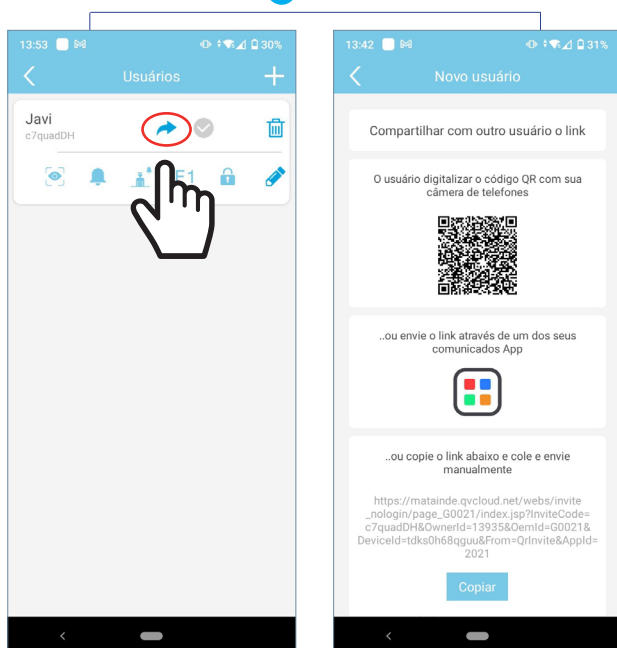 13:53
30%
Usuários
Javi
c7quadDH
F1
13:42
31%
Novo usuário
Compartilhar com outro usuário o link
O usuário digitalizar o código QR com sua
câmera de telefones
..ou envie o link através de um dos seus
comunicados App
..ou copie o link abaixo e cole e envie
manualmente
https://matainde.qvcloud.net/webs/invite
_nologin/page_G0021/index.jsp?InviteCode=
c7quadDH&OwnerId=13935&OemId=G0021&
DeviceId=tdks0h68qguu&From=QrInvite&AppId=
2021
Copiar